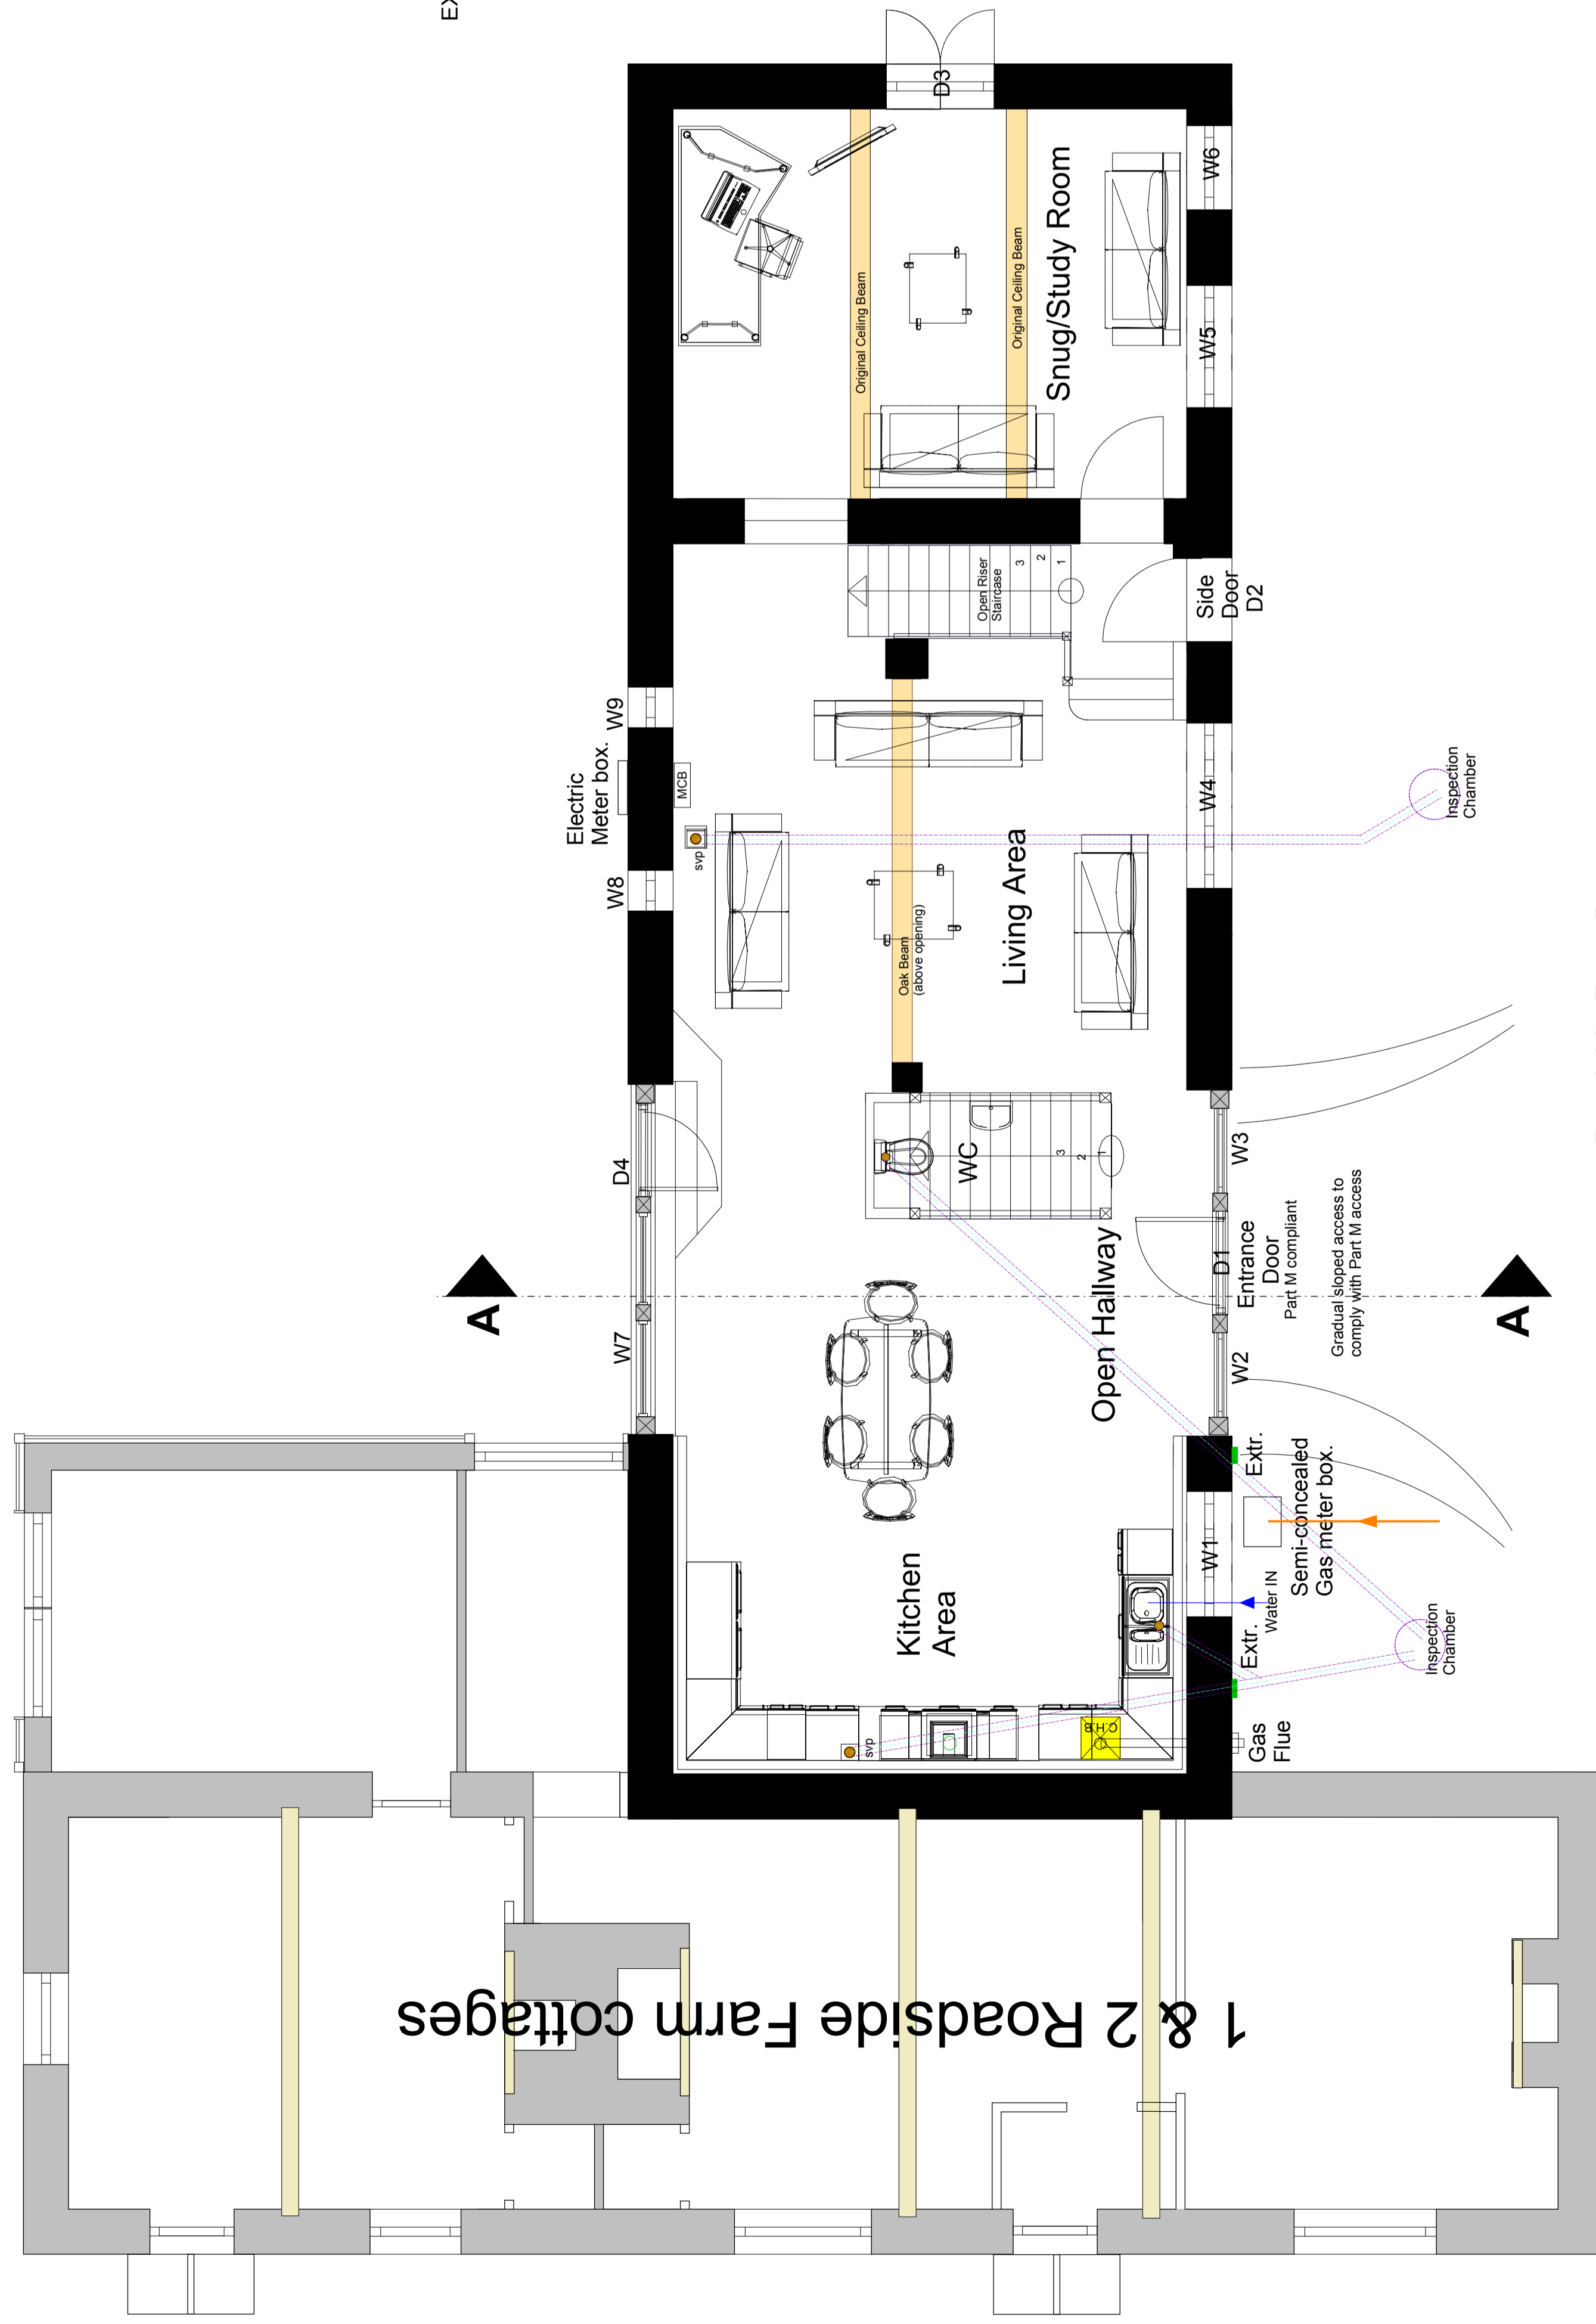 EX
D3
Original Ceiling Beam
Original Ceiling Beam
Snug/Study Room
W6
W5
Open Riser
Staircase
3
2
1
Side
Door
D2
W9
Electric
Meter box.
MCB
svp
W8
W4
Inspection
Chamber
Living Area
Oak Beam
(above opening)
D4
WC
3
2
1
W3
W7
A
Open Hallway
D1
Entrance
Door
Part M compliant
Gradual sloped access to
comply with Part M access
A
W2
Extr.
Semi-concealed
Gas meter box.
W1
Water IN
Kitchen
Area
Extr.
Inspection
Chamber
svp
C.H.B
Gas
Flue
1 & 2 Roadside Farm cottages